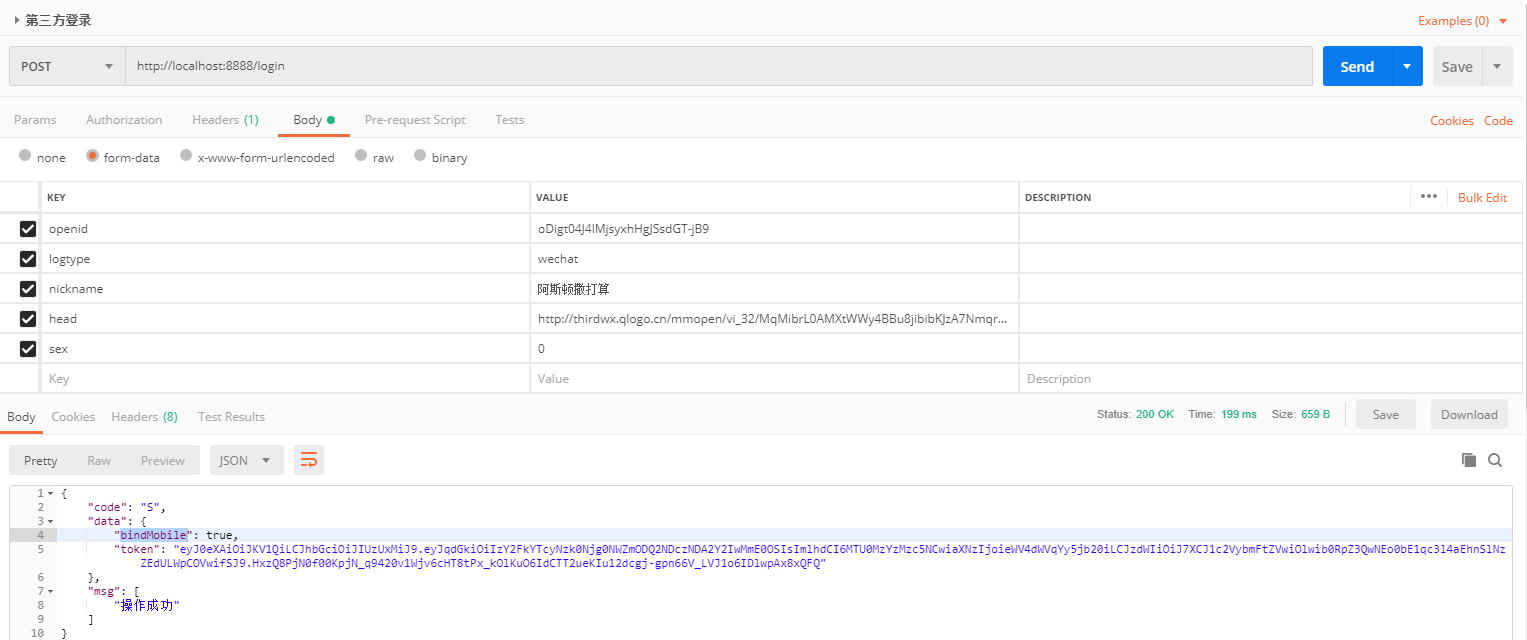 第三方登录
Examples (0)
POST http://localhost:8888/login Send Save
Params Authorization Headers (1) Body Pre-request Script Tests Cookies Code
none form-data x-www-form-urlencoded raw binary
KEY VALUE DESCRIPTION ••• Bulk Edit
openid oDigt04J4lMjsyxhHgJSsdGT-jB9
logtype wechat
nickname 阿斯顿撒打算
head http://thirdwx.qlogo.cn/mmopen/vi_32/MqMibrL0AMXtWWy4BBu8jibibKJzA7Nmqr...
sex 0
Key Value Description
Body Cookies Headers (8) Test Results Status: 200 OK Time: 199 ms Size: 659 B Save Download
Pretty Raw Preview JSON
1 {
2 "code": "S",
3 "data": {
4 "bindMobile": true,
5 "token": "eyJ0eXAiOiJKV1QiLCJhbGciOiJIUzUxMiJ9.eyJqdGkiOiIzY2FkYTcyNzk0Njg0NWZmODQ2NDczNDA2Y2IwMmE0OSIsImlhdCI6MTU0MzYzMzc5NCwiaXNzIjoieWV4dWVqYy5jb20iLCJzdWIiOiJ7XCJ1c2VybmFtZVwiOlwib0RpZ3QwNEo0bE1qc3l4aEhnSlNz
ZEdULWpCOVwifSJ9.HxzQ8PjN0f00KpjN_q9420v1Wjv6cHT8tPx_kOlKuO6IdCTT2ueKIu12dcgj-gpn66V_LVJ1o6IDlwpAx8xQFQ"
6 },
7 "msg": [
8 "操作成功"
9 ]
10 }